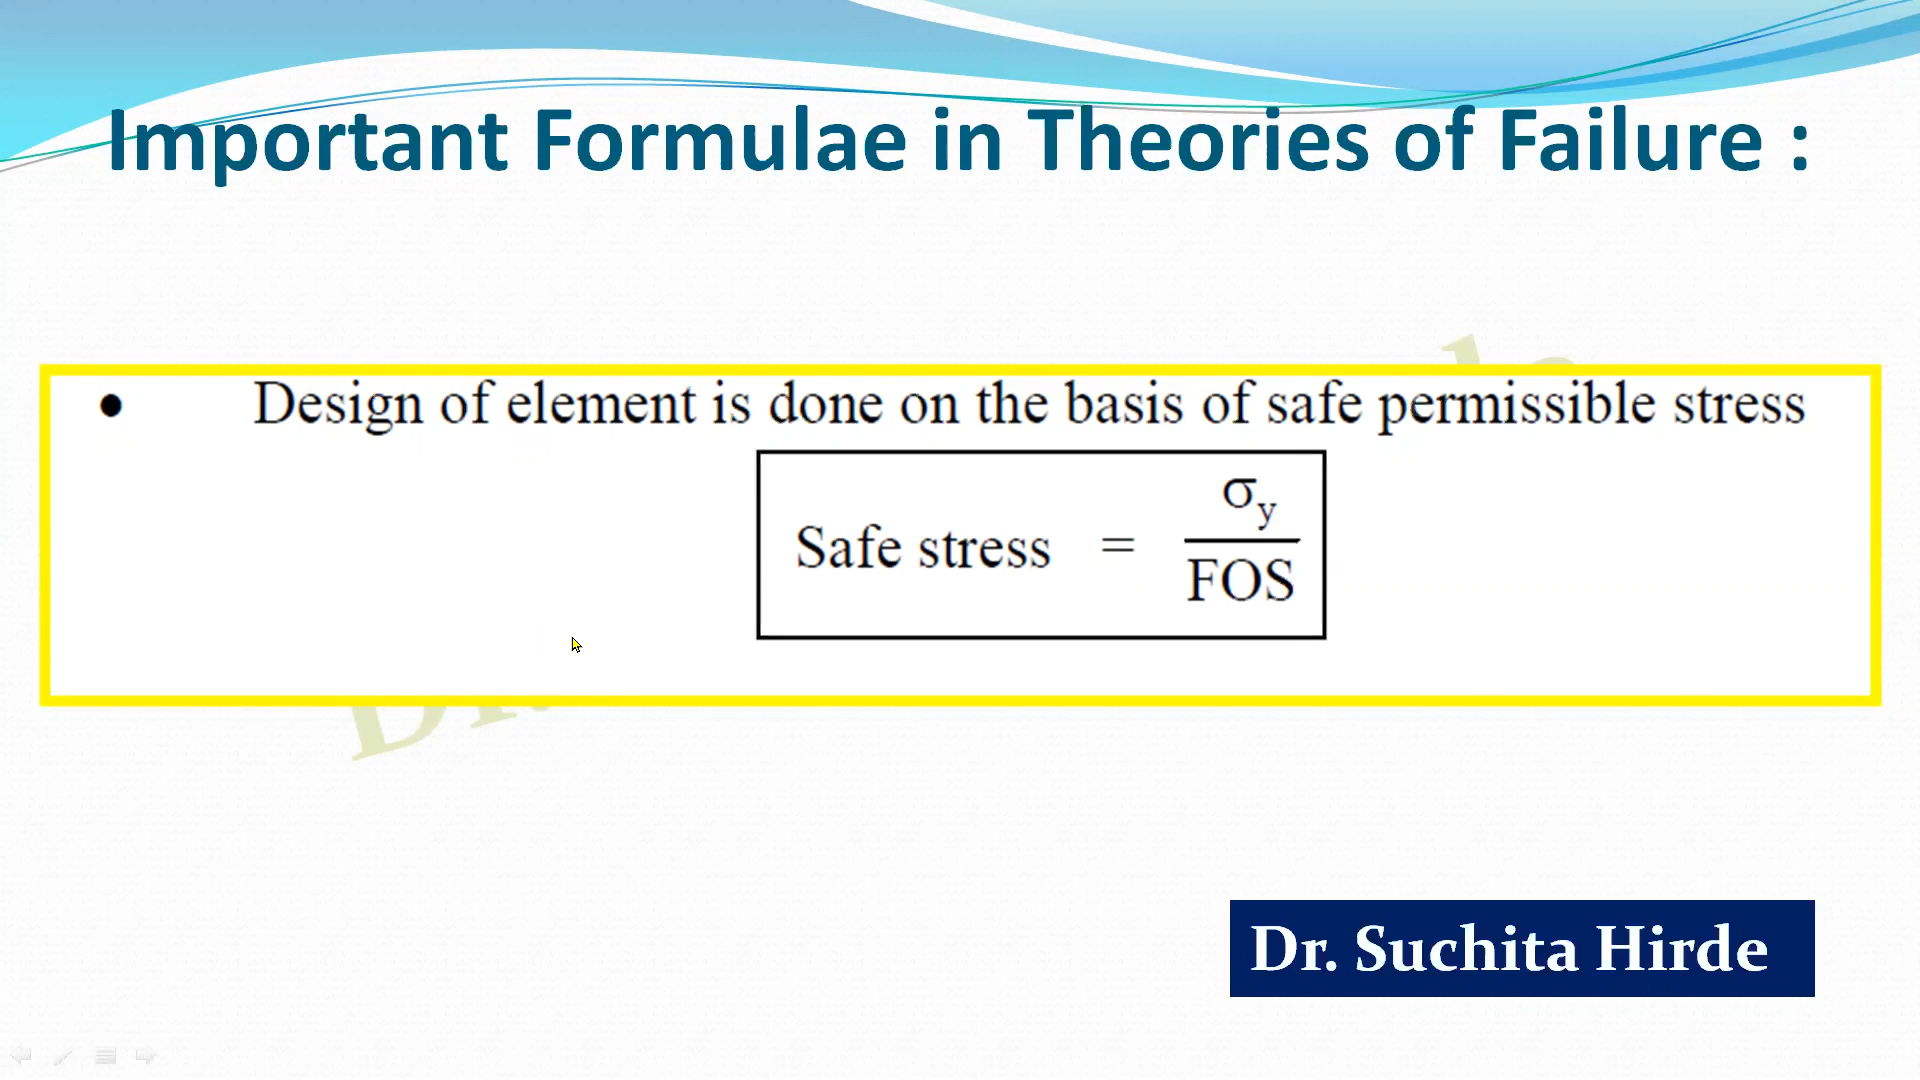 Important Formulae in Theories of Failure :
• Design of element is done on the basis of safe permissible stress
Safe stress = σy / FOS
Dr. Suchita Hirde